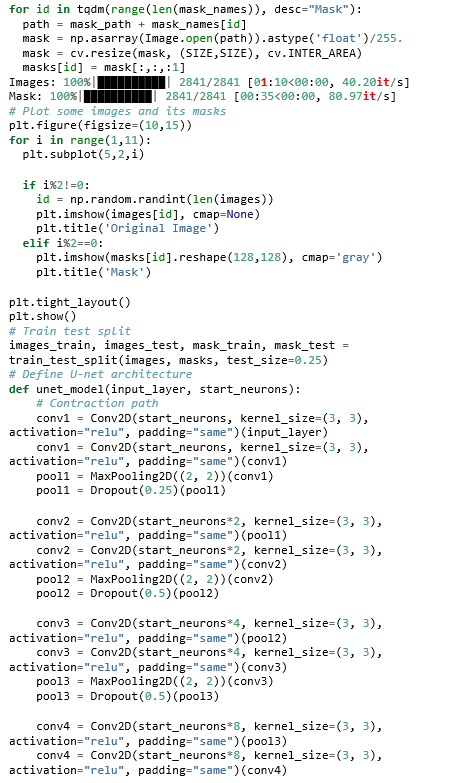 for id in tqdm(range(len(mask_names)), desc="Mask"):
  path = mask_path + mask_names[id]
  mask = np.asarray(Image.open(path)).astype('float')/255.
  mask = cv.resize(mask, (SIZE,SIZE), cv.INTER_AREA)
  masks[id] = mask[:,:,:1]
Images: 100%|██████████| 2841/2841 [01:10<00:00, 40.20it/s]
Mask: 100%|██████████| 2841/2841 [00:35<00:00, 80.97it/s]
# Plot some images and its masks
plt.figure(figsize=(10,15))
for i in range(1,11):
  plt.subplot(5,2,i)

  if i%2!=0:
    id = np.random.randint(len(images))
    plt.imshow(images[id], cmap=None)
    plt.title('Original Image')
  elif i%2==0:
    plt.imshow(masks[id].reshape(128,128), cmap='gray')
    plt.title('Mask')

plt.tight_layout()
plt.show()
# Train test split
images_train, images_test, mask_train, mask_test =
train_test_split(images, masks, test_size=0.25)
# Define U-net architecture
def unet_model(input_layer, start_neurons):
    # Contraction path
    conv1 = Conv2D(start_neurons, kernel_size=(3, 3),
activation="relu", padding="same")(input_layer)
    conv1 = Conv2D(start_neurons, kernel_size=(3, 3),
activation="relu", padding="same")(conv1)
    pool1 = MaxPooling2D((2, 2))(conv1)
    pool1 = Dropout(0.25)(pool1)

    conv2 = Conv2D(start_neurons*2, kernel_size=(3, 3),
activation="relu", padding="same")(pool1)
    conv2 = Conv2D(start_neurons*2, kernel_size=(3, 3),
activation="relu", padding="same")(conv2)
    pool2 = MaxPooling2D((2, 2))(conv2)
    pool2 = Dropout(0.5)(pool2)

    conv3 = Conv2D(start_neurons*4, kernel_size=(3, 3),
activation="relu", padding="same")(pool2)
    conv3 = Conv2D(start_neurons*4, kernel_size=(3, 3),
activation="relu", padding="same")(conv3)
    pool3 = MaxPooling2D((2, 2))(conv3)
    pool3 = Dropout(0.5)(pool3)

    conv4 = Conv2D(start_neurons*8, kernel_size=(3, 3),
activation="relu", padding="same")(pool3)
    conv4 = Conv2D(start_neurons*8, kernel_size=(3, 3),
activation="relu", padding="same")(conv4)